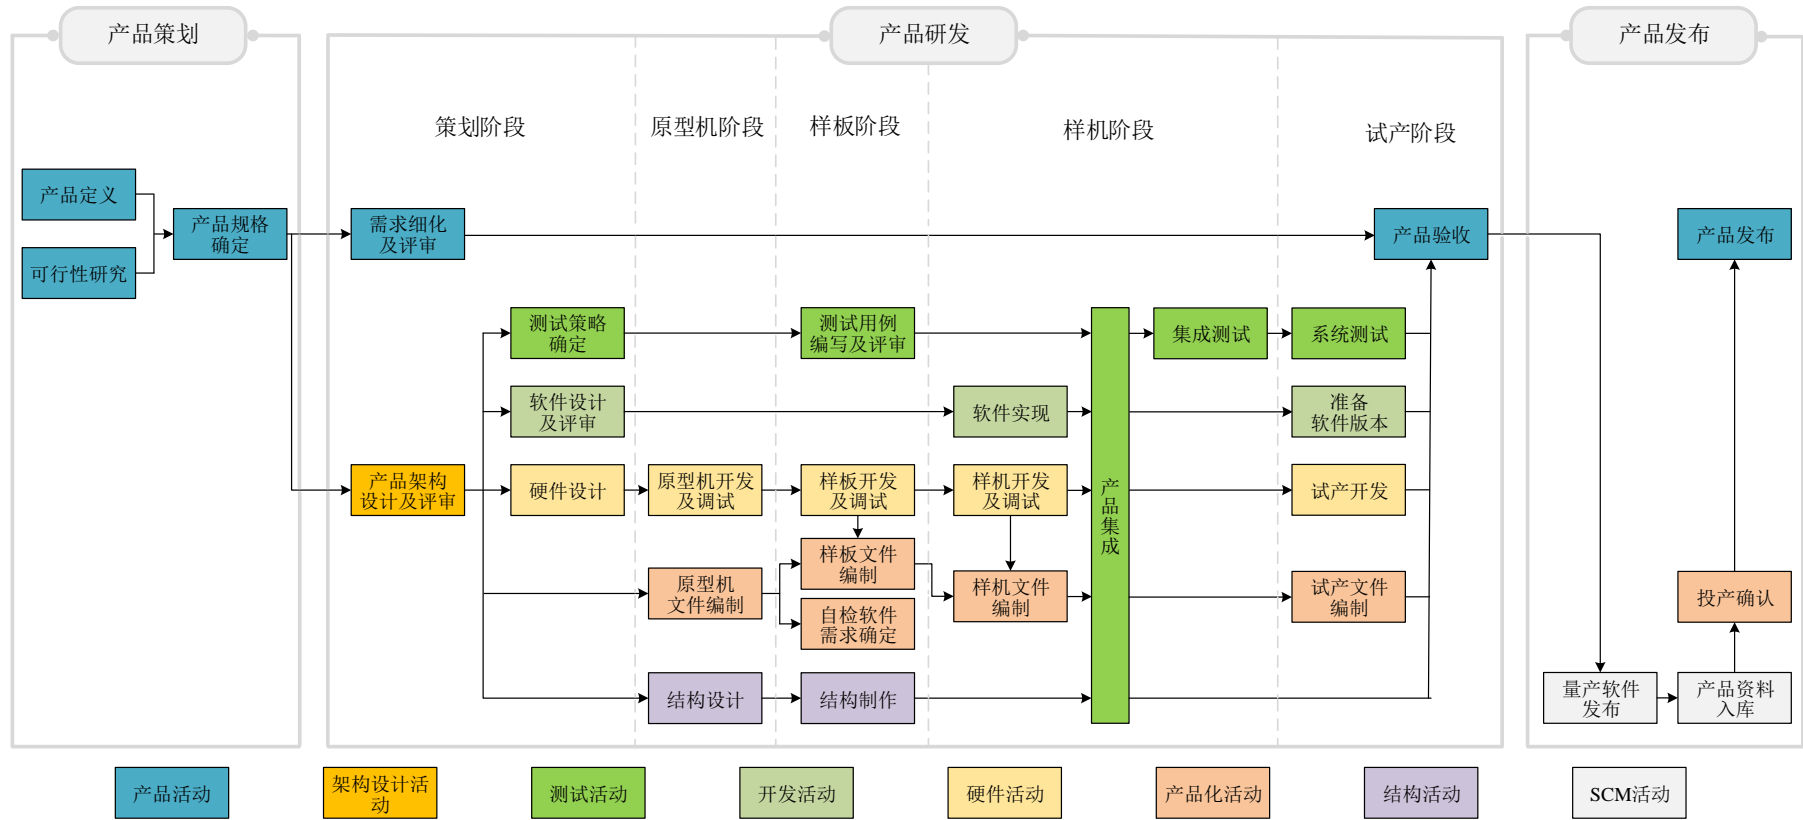 产品策划
产品研发
产品发布
策划阶段
原型机阶段
样板阶段
样机阶段
试产阶段
产品定义
可行性研究
产品规格
确定
需求细化
及评审
产品验收
产品发布
测试策略
确定
测试用例
编写及评审
集成测试
系统测试
软件设计
及评审
软件实现
准备
软件版本
产品架构
设计及评审
硬件设计
原型机开发
及调试
样板开发
及调试
样机开发
及调试
产
品
集
成
试产开发
原型机
文件编制
样板文件
编制
自检软件
需求确定
样机文件
编制
试产文件
编制
投产确认
结构设计
结构制作
量产软件
发布
产品资料
入库
产品活动
架构设计活
动
测试活动
开发活动
硬件活动
产品化活动
结构活动
SCM活动